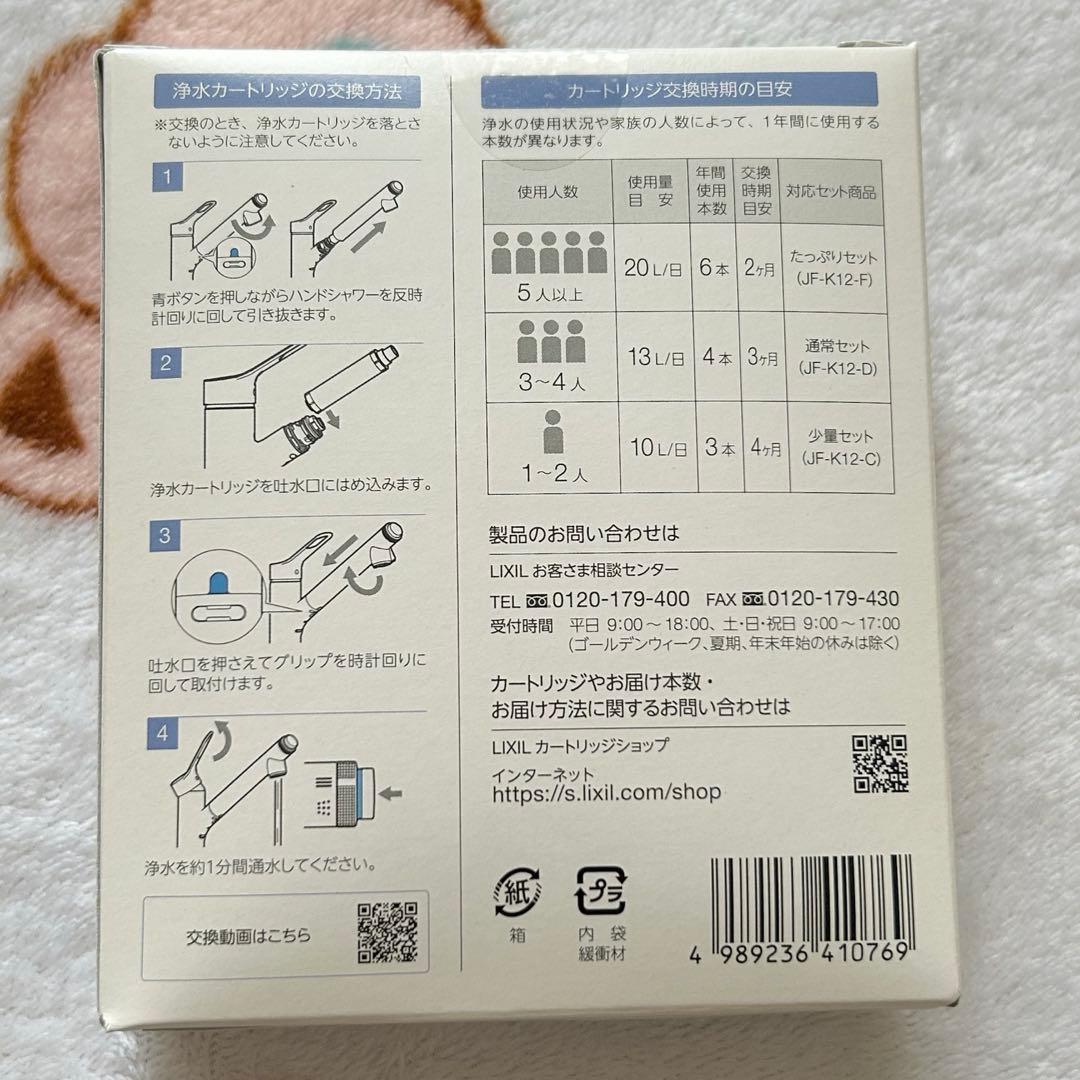 浄水カートリッジの交換方法
※交換のとき、浄水カートリッジを落とさ
ないように注意してください。
1
青ボタンを押しながらハンドシャワーを反時
計回りに回して引き抜きます。
2
浄水カートリッジを吐水口にはめ込みます。
3
吐水口を押さえてグリップを時計回りに
回して取付けます。
4
浄水を約1分間通水してください。
交換動画はこちら
カートリッジ交換時期の目安
浄水の使用状況や家族の人数によって、1年間に使用する
本数が異なります。
使用人数 使用量目安 年間使用本数 交換時期目安 対応セット商品
5人以上 20L/日 6本 2ヶ月 たっぷりセット(JF-K12-F)
3～4人 13L/日 4本 3ヶ月 通常セット(JF-K12-D)
1～2人 10L/日 3本 4ヶ月 少量セット(JF-K12-C)
製品のお問い合わせは
LIXIL お客さま相談センター
TEL 0120-179-400 FAX 0120-179-430
受付時間 平日 9:00～18:00、土・日・祝日 9:00～17:00
(ゴールデンウィーク、夏期、年末年始の休みは除く)
カートリッジやお届け本数・
お届け方法に関するお問い合わせは
LIXIL カートリッジショップ
インターネット
https://s.lixil.com/shop
紙
箱
プラ
内袋
緩衝材
4 989236 410769